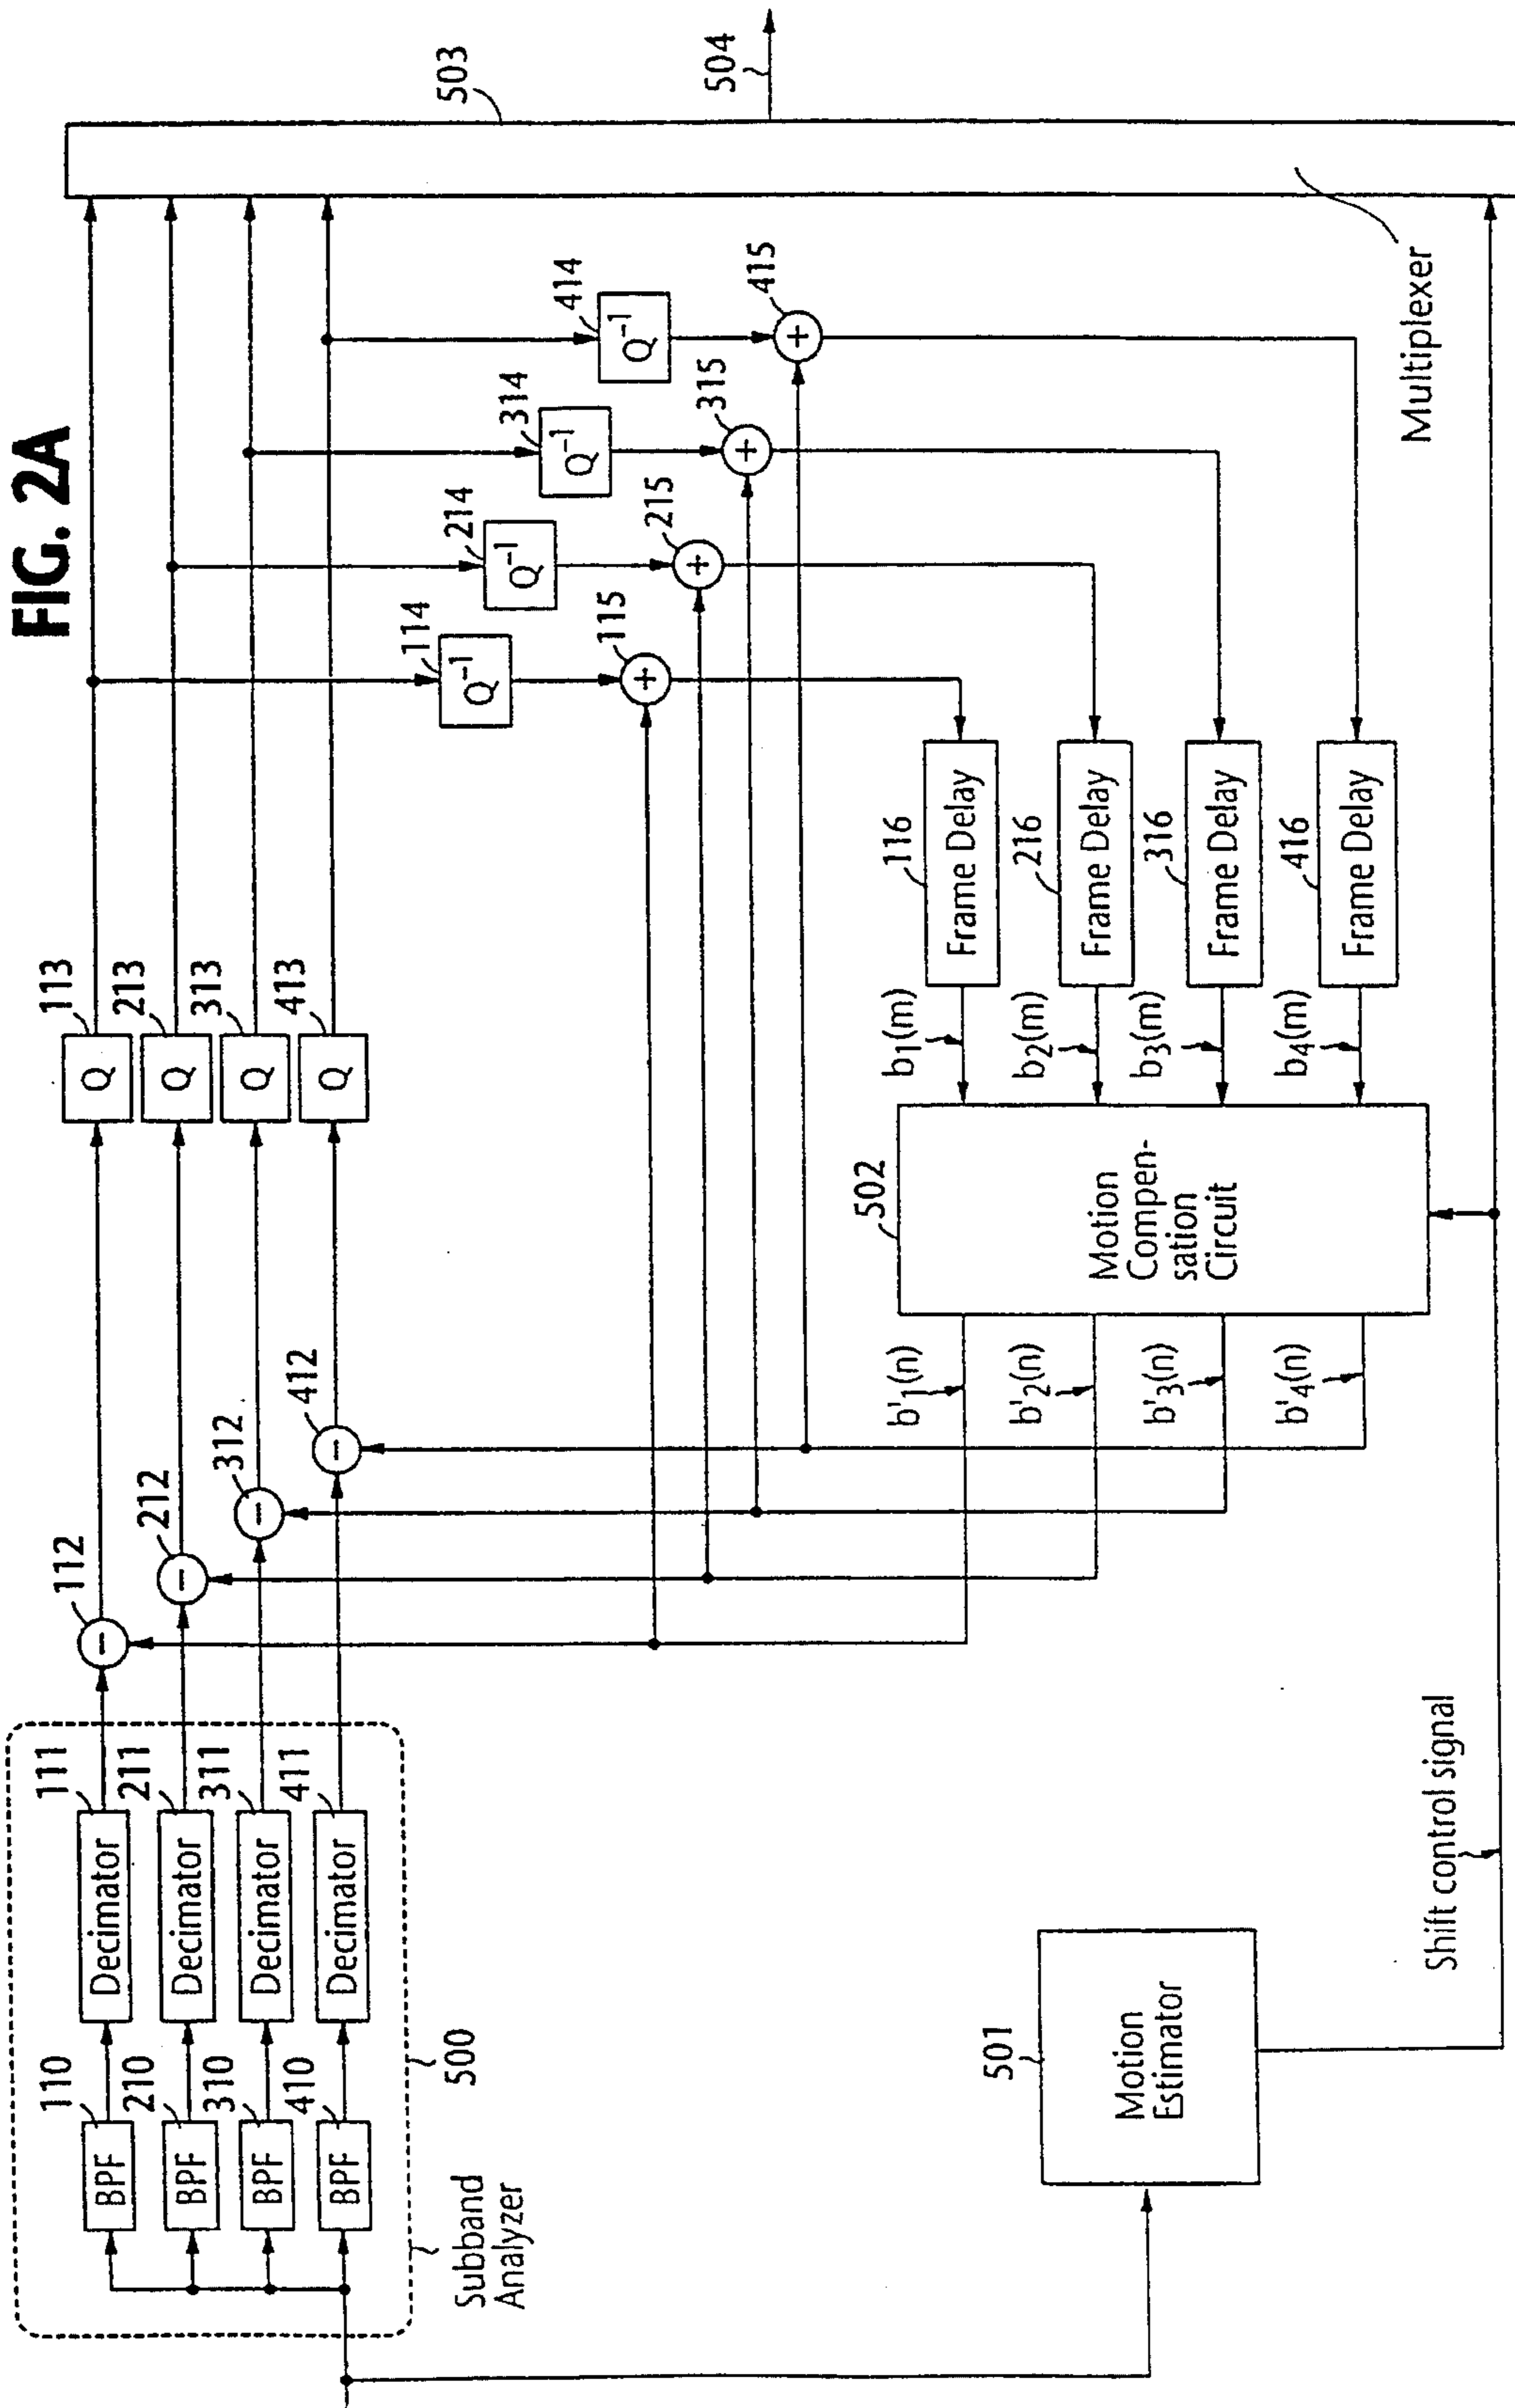 FIG. 2A
110
BPF
111
Decimator
112
−
113
Q
210
BPF
211
Decimator
212
−
213
Q
310
BPF
311
Decimator
312
−
313
Q
410
BPF
411
Decimator
412
−
413
Q
500
Subband
Analyzer
114
Q⁻¹
115
+
214
Q⁻¹
215
+
314
Q⁻¹
315
+
414
Q⁻¹
415
+
503
504
Multiplexer
116
Frame Delay
b₁(m)
b'₁(n)
216
Frame Delay
b₂(m)
b'₂(n)
316
Frame Delay
b₃(m)
b'₃(n)
416
Frame Delay
b₄(m)
b'₄(n)
502
Motion
Compen-
sation
Circuit
501
Motion
Estimator
Shift control signal